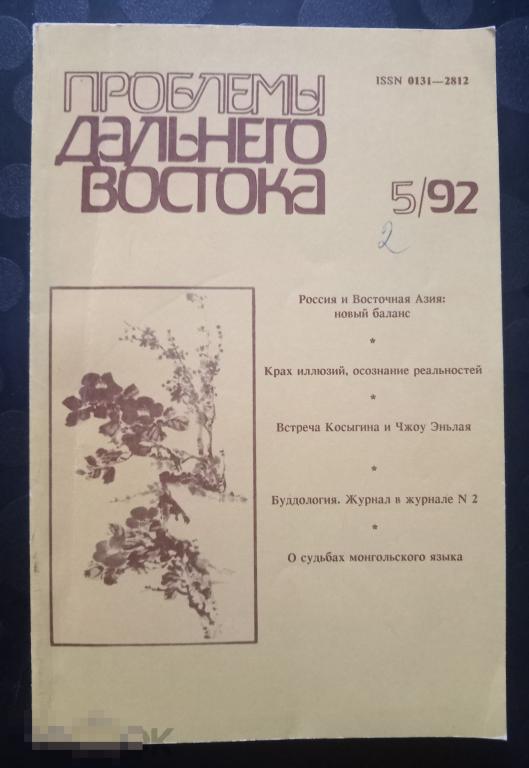 ПРОБЛЕМЫ
ДАЛЬНЕГО
ВОСТОКА
ISSN 0131—2812
5/92
2
Россия и Восточная Азия:
новый баланс
*
Крах иллюзий, осознание реальностей
*
Встреча Косыгина и Чжоу Эньлая
*
Буддология. Журнал в журнале N 2
*
О судьбах монгольского языка